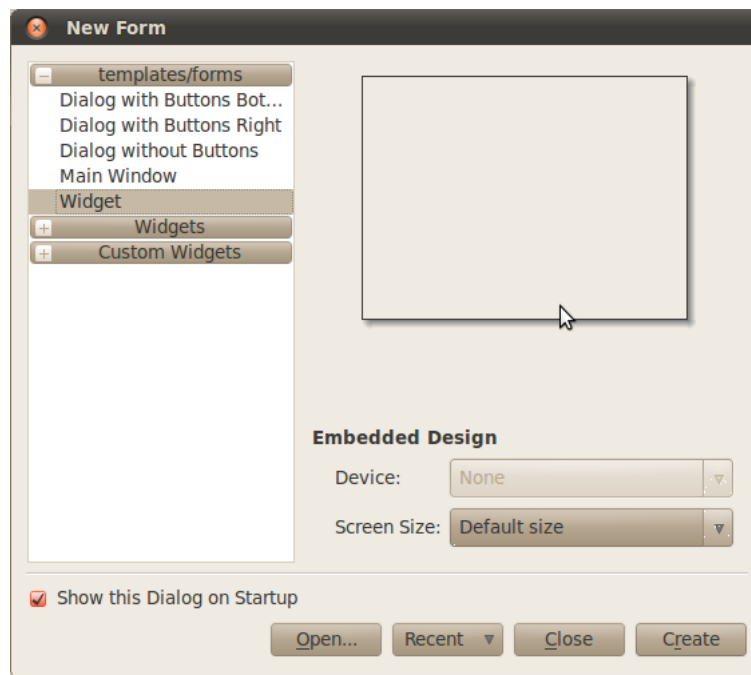 New Form
templates/forms
Dialog with Buttons Bot...
Dialog with Buttons Right
Dialog without Buttons
Main Window
Widget
Widgets
Custom Widgets
Embedded Design
Device: None
Screen Size: Default size
Show this Dialog on Startup
Open... Recent Close Create